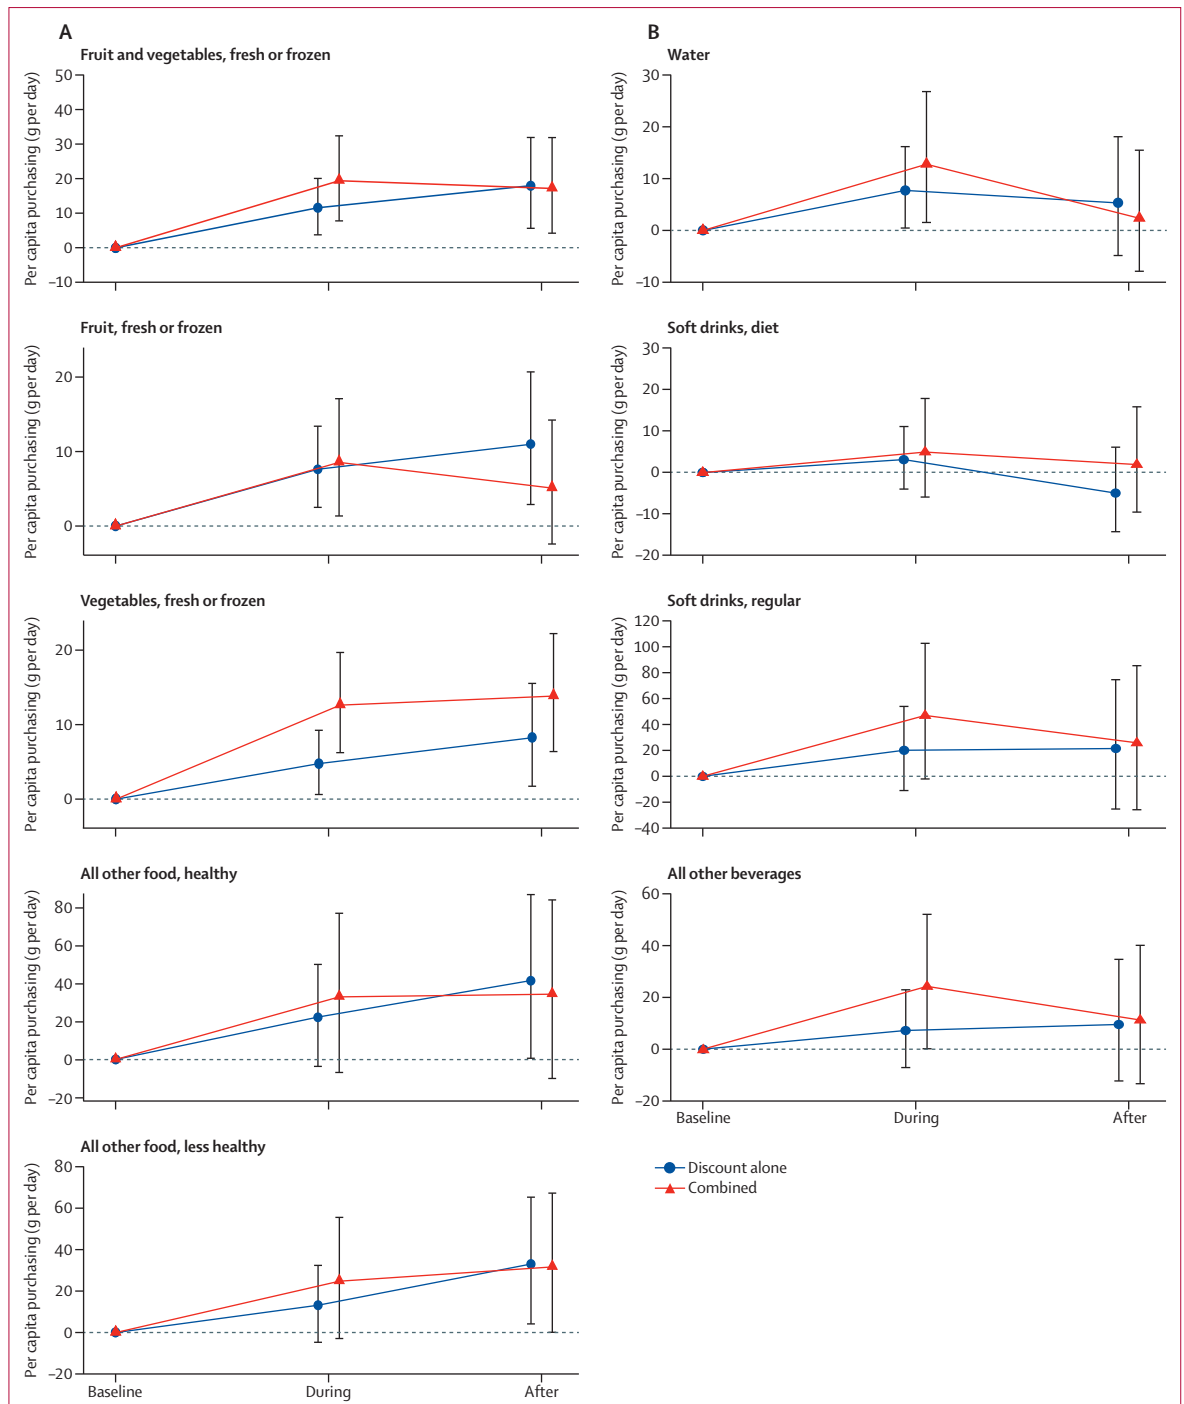 A
Fruit and vegetables, fresh or frozen
Per capita purchasing (g per day)
50
40
30
20
10
0
–10
Fruit, fresh or frozen
Per capita purchasing (g per day)
20
10
0
Vegetables, fresh or frozen
Per capita purchasing (g per day)
20
10
0
All other food, healthy
Per capita purchasing (g per day)
80
60
40
20
0
–20
All other food, less healthy
Per capita purchasing (g per day)
80
60
40
20
0
–20
Baseline During After
B
Water
Per capita purchasing (g per day)
30
20
10
0
–10
Soft drinks, diet
Per capita purchasing (g per day)
30
20
10
0
–10
–20
Soft drinks, regular
Per capita purchasing (g per day)
120
100
80
60
40
20
0
–20
–40
All other beverages
Per capita purchasing (g per day)
60
40
20
0
–20
Baseline During After
Discount alone
Combined